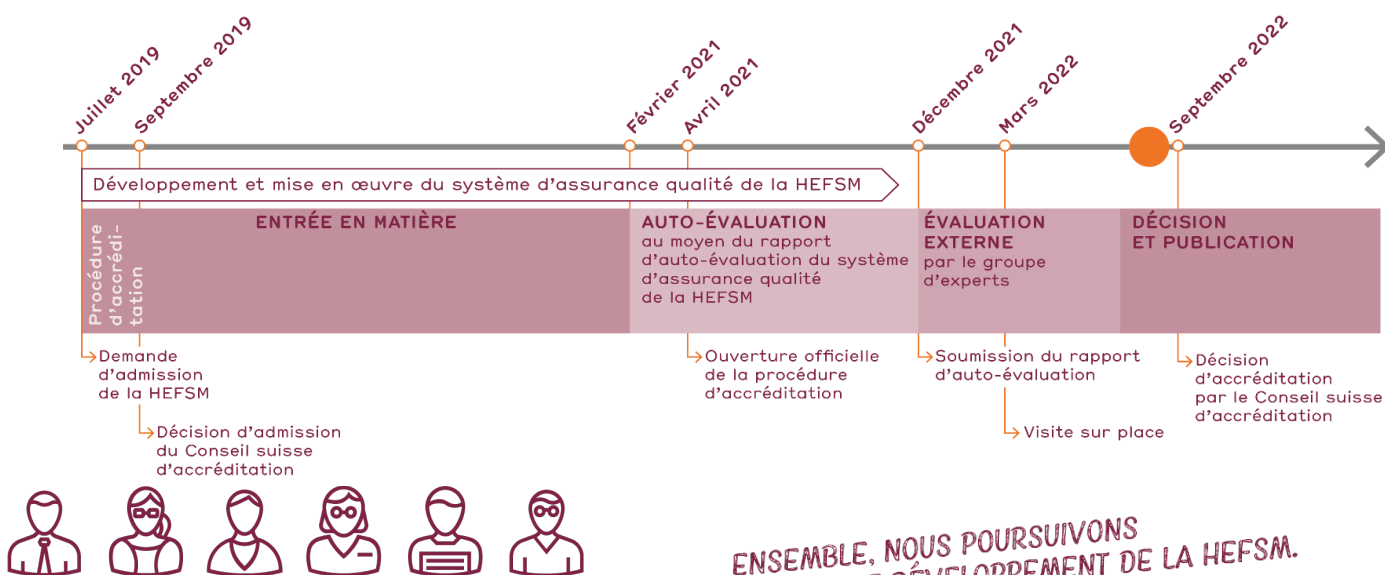 Juillet 2019
Septembre 2019
Février 2021
Avril 2021
Décembre 2021
Mars 2022
Septembre 2022
Développement et mise en œuvre du système d’assurance qualité de la HEFSM
Procédure
d’accrédi-
tation
ENTRÉE EN MATIÈRE
AUTO-ÉVALUATION
au moyen du rapport
d’auto-évaluation du système
d’assurance qualité
de la HEFSM
ÉVALUATION
EXTERNE
par le groupe
d’experts
DÉCISION
ET PUBLICATION
Demande
d’admission
de la HEFSM
Décision d’admission
du Conseil suisse
d’accréditation
Ouverture officielle
de la procédure
d’accréditation
Soumission du rapport
d’auto-évaluation
Visite sur place
Décision
d’accréditation
par le Conseil suisse
d’accréditation
ENSEMBLE, NOUS POURSUIVONS
DÉVELOPPEMENT DE LA HEFSM.